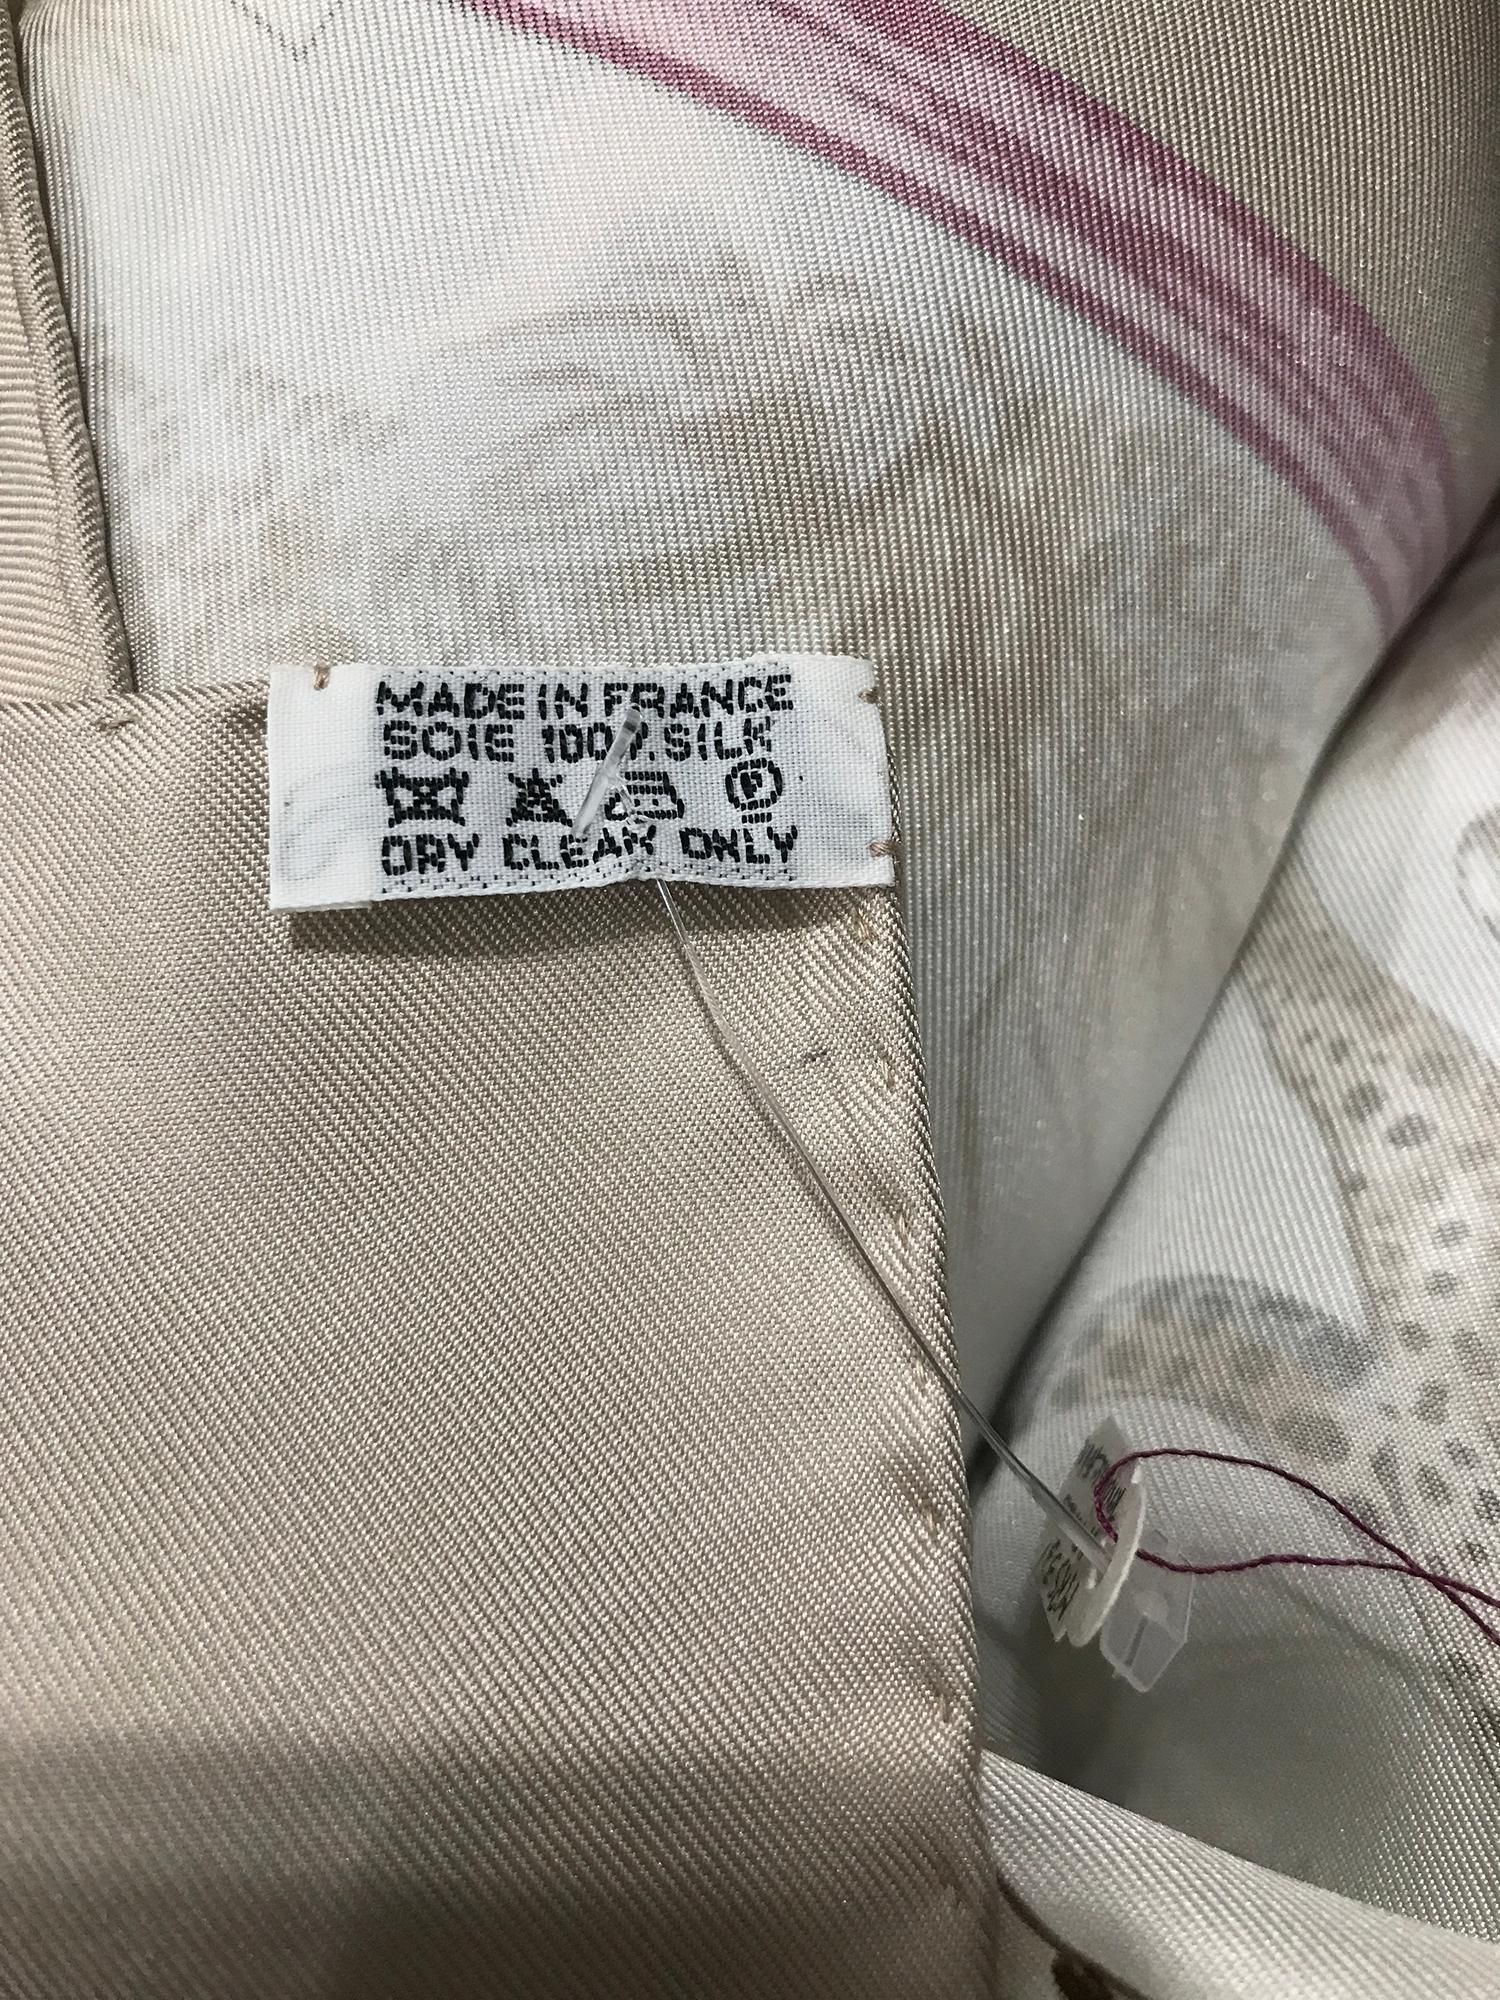 MADE IN FRANCE
SOIE 100% SILK
F
DRY CLEAN ONLY